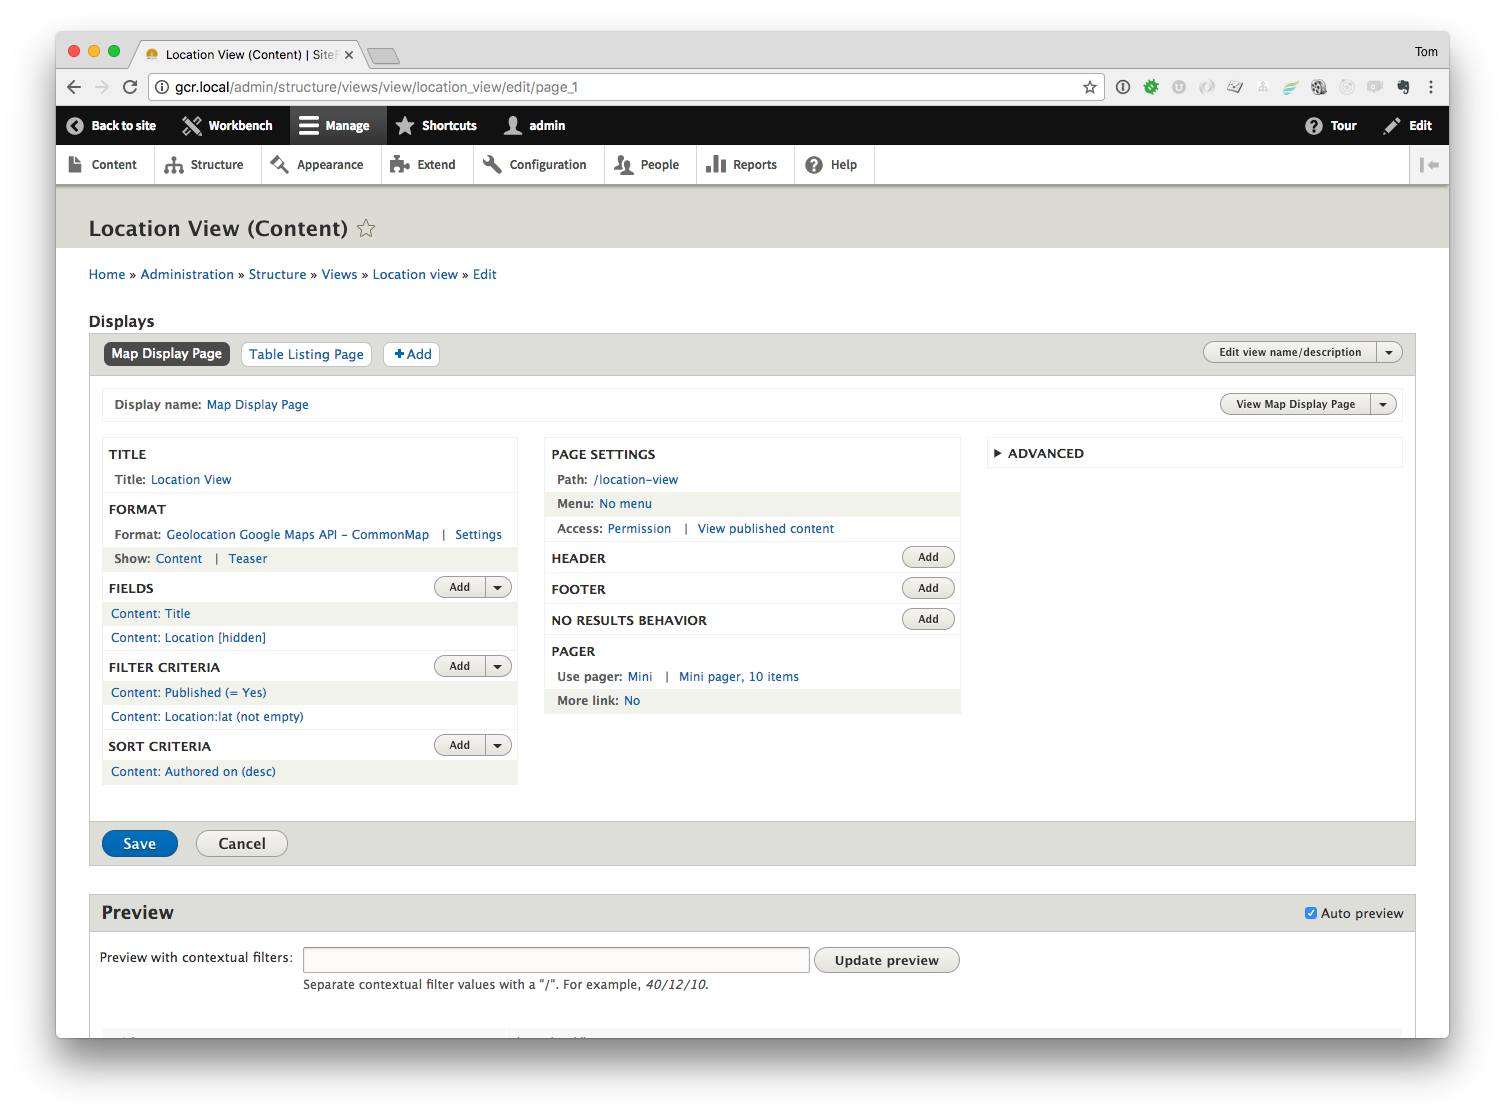 Location View (Content) | Site
Tom
gcr.local/admin/structure/views/view/location_view/edit/page_1
Back to site Workbench Manage Shortcuts admin Tour Edit
Content Structure Appearance Extend Configuration People Reports Help
Location View (Content)
Home » Administration » Structure » Views » Location view » Edit
Displays
Map Display Page Table Listing Page +Add Edit view name/description
Display name: Map Display Page View Map Display Page
TITLE
Title: Location View
FORMAT
Format: Geolocation Google Maps API - CommonMap | Settings
Show: Content | Teaser
FIELDS Add
Content: Title
Content: Location [hidden]
FILTER CRITERIA Add
Content: Published (= Yes)
Content: Location:lat (not empty)
SORT CRITERIA Add
Content: Authored on (desc)
PAGE SETTINGS
Path: /location-view
Menu: No menu
Access: Permission | View published content
HEADER Add
FOOTER Add
NO RESULTS BEHAVIOR Add
PAGER
Use pager: Mini | Mini pager, 10 items
More link: No
ADVANCED
Save Cancel
Preview Auto preview
Preview with contextual filters: Update preview
Separate contextual filter values with a "/". For example, 40/12/10.